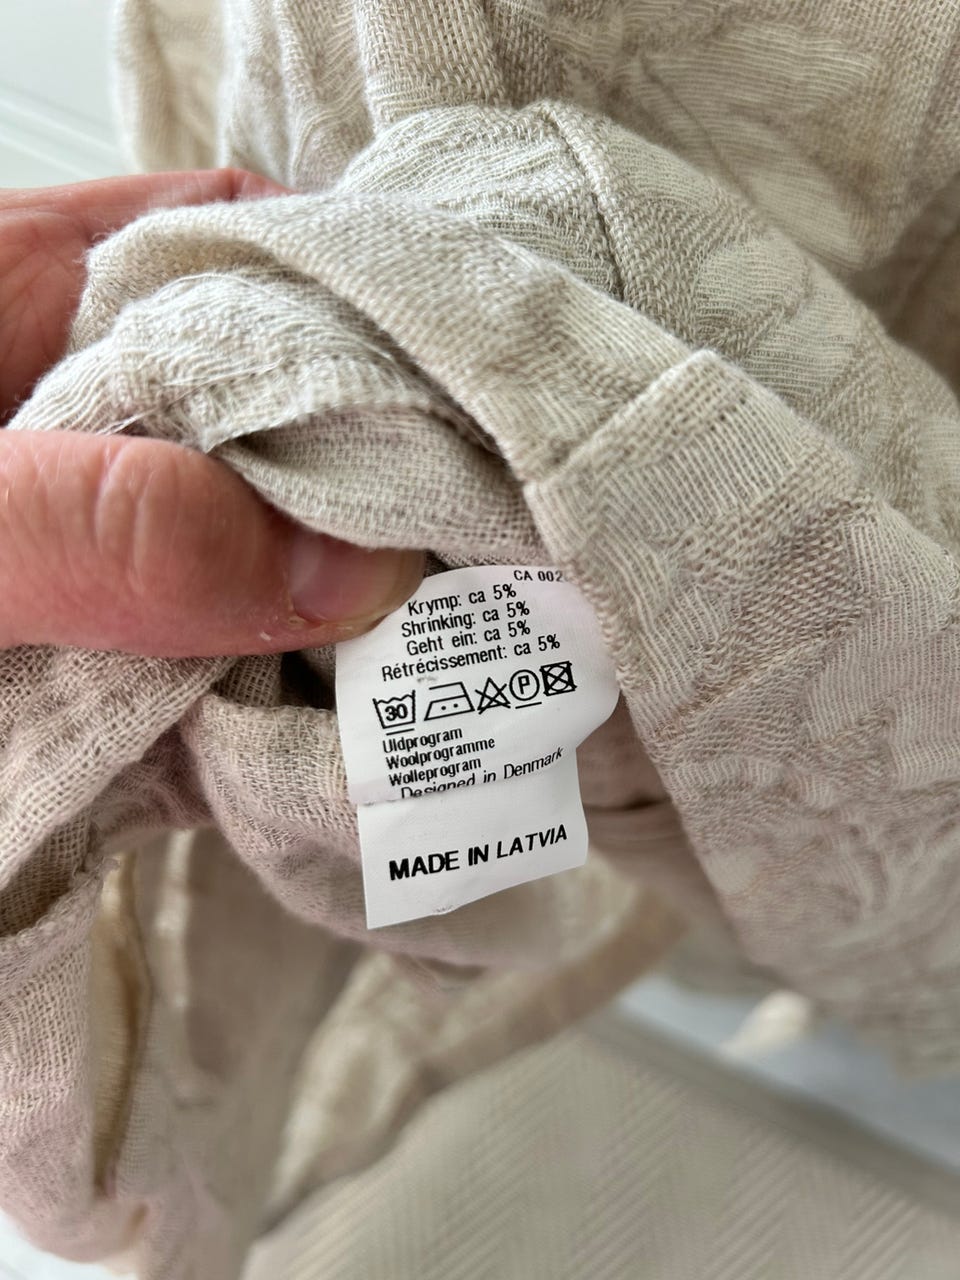 Krymp: ca 5%
Shrinking: ca 5%
Geht ein: ca 5%
Rétrécissement: ca 5%
30 P
Uldprogram
Woolprogramme
Wolleprogram
Designed in Denmark
MADE IN LATVIA